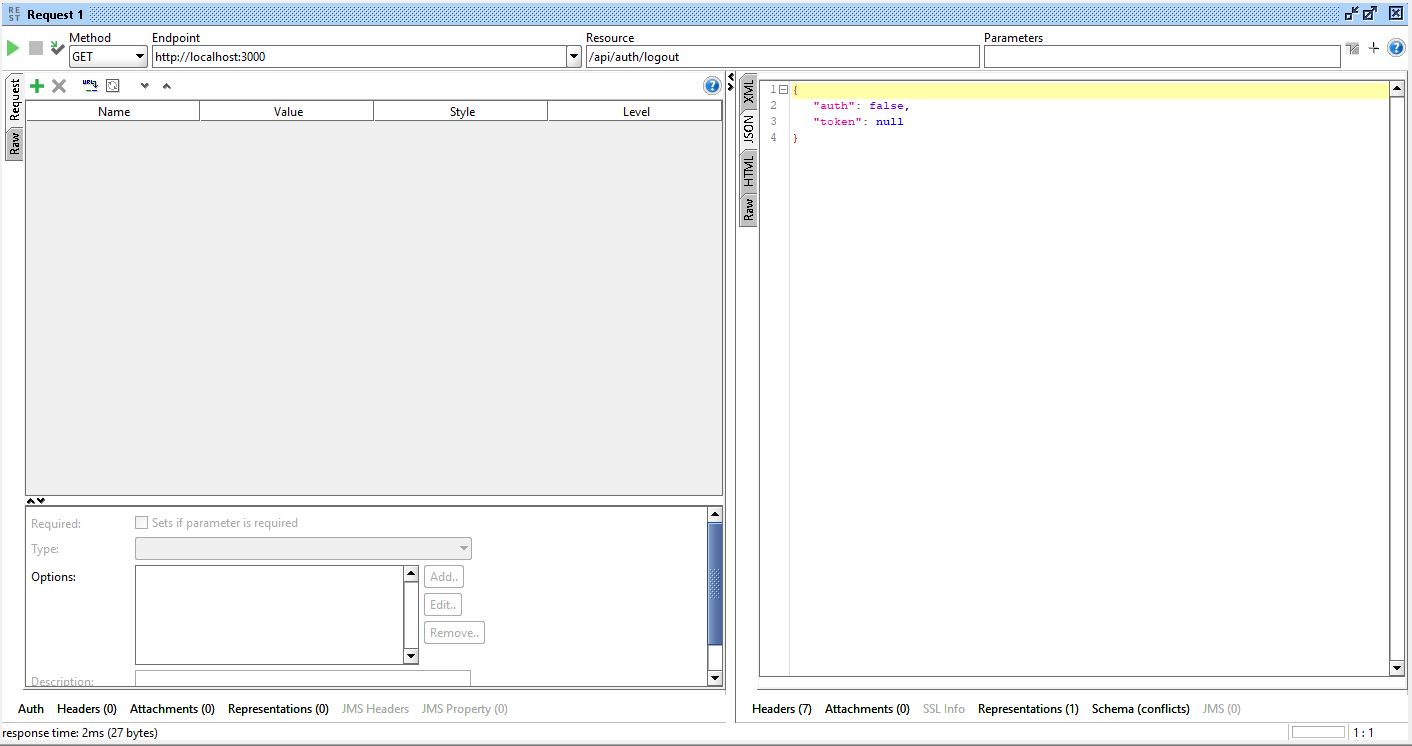 RE ST Request 1
Method Endpoint Resource Parameters
GET http://localhost:3000 /api/auth/logout
Request
Raw
Name Value Style Level
Required: Sets if parameter is required
Type:
Options: Add..
Edit..
Remove..
Description:
Auth Headers (0) Attachments (0) Representations (0) JMS Headers JMS Property (0)
XML
JSON
HTML
Raw
1 {
2 "auth": false,
3 "token": null
4 }
Headers (7) Attachments (0) SSL Info Representations (1) Schema (conflicts) JMS (0)
response time: 2ms (27 bytes) 1 : 1